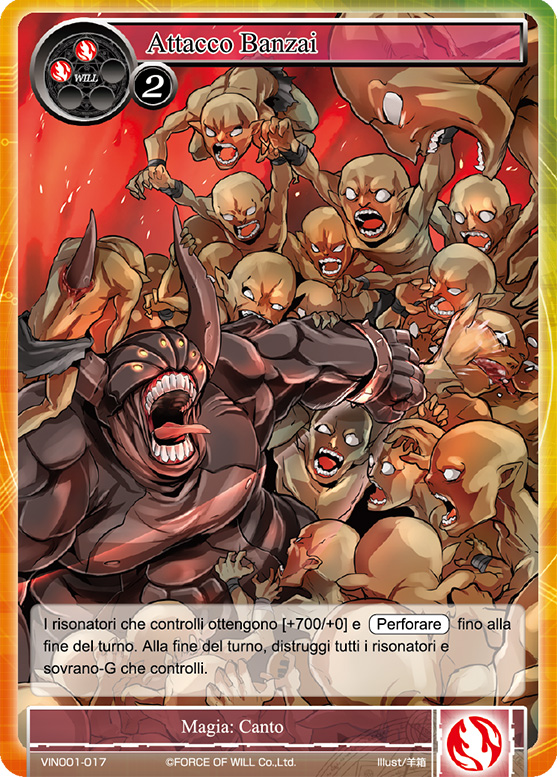 Attacco Banzai
WILL
2
I risonatori che controlli ottengono [+700/+0] e Perforare fino alla
fine del turno. Alla fine del turno, distruggi tutti i risonatori e
sovrano-G che controlli.
Magia: Canto
VIN001-017 ©FORCE OF WILL Co.,Ltd. Illust/羊箱